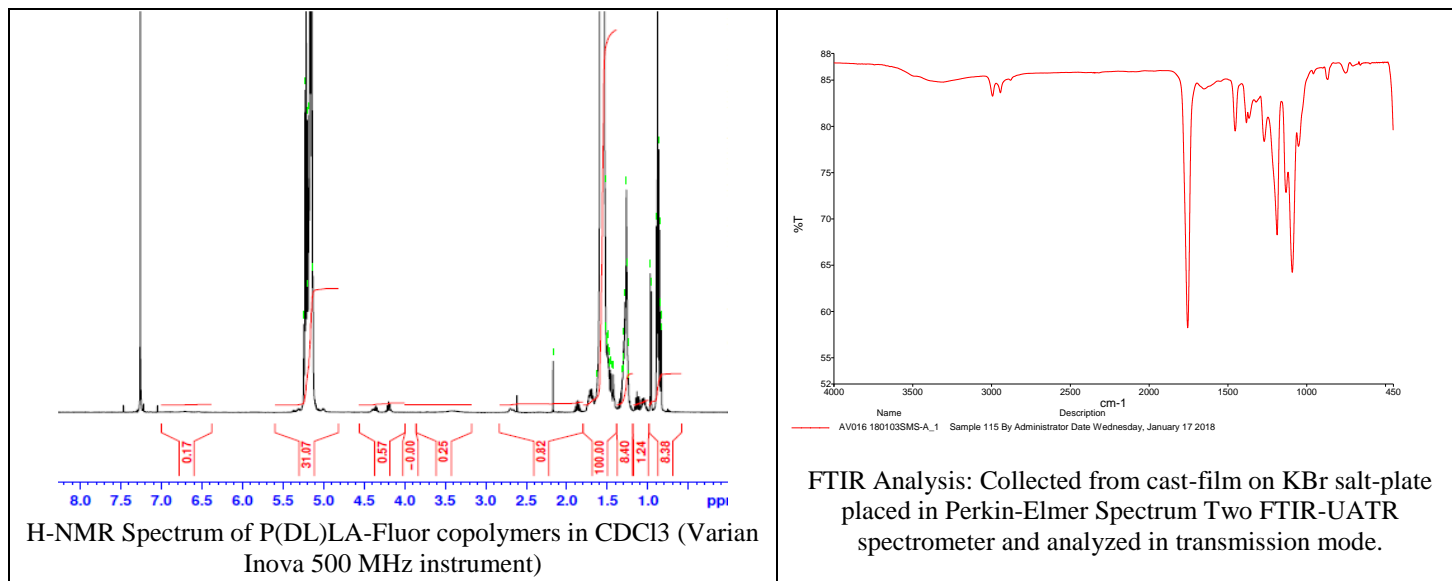 0.17
31.07
0.57
-0.00
0.25
0.82
100.00
8.40
1.24
8.38
8.0 7.5 7.0 6.5 6.0 5.5 5.0 4.5 4.0 3.5 3.0 2.5 2.0 1.5 1.0
H-NMR Spectrum of P(DL)LA-Fluor copolymers in CDCl3 (Varian
Inova 500 MHz instrument)
88
85
80
75
70
65
60
55
52
%T
4000 3500 3000 2500 2000 1500 1000 450
cm-1
Name Description
AV016 180103SMS-A_1 Sample 115 By Administrator Date Wednesday, January 17 2018
FTIR Analysis: Collected from cast-film on KBr salt-plate
placed in Perkin-Elmer Spectrum Two FTIR-UATR
spectrometer and analyzed in transmission mode.